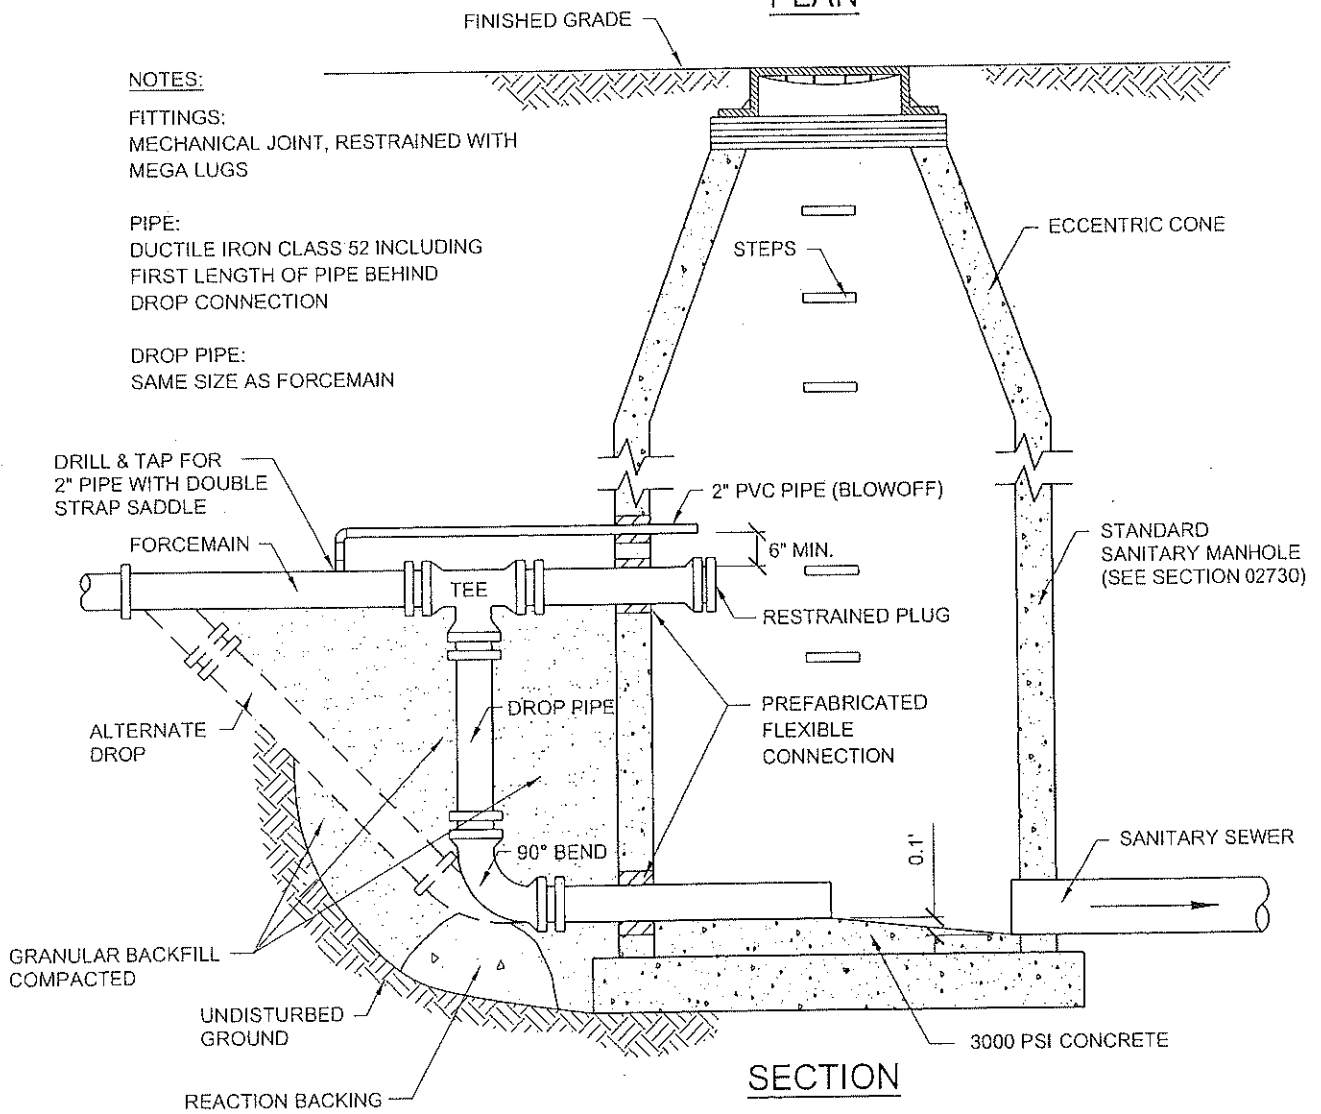 PLAN
FINISHED GRADE
NOTES:
FITTINGS:
MECHANICAL JOINT, RESTRAINED WITH
MEGA LUGS
PIPE:
DUCTILE IRON CLASS 52 INCLUDING
FIRST LENGTH OF PIPE BEHIND
DROP CONNECTION
DROP PIPE:
SAME SIZE AS FORCEMAIN
STEPS
ECCENTRIC CONE
DRILL & TAP FOR
2" PIPE WITH DOUBLE
STRAP SADDLE
FORCEMAIN
2" PVC PIPE (BLOWOFF)
6" MIN.
STANDARD
SANITARY MANHOLE
(SEE SECTION 02730)
TEE
RESTRAINED PLUG
ALTERNATE
DROP
DROP PIPE
PREFABRICATED
FLEXIBLE
CONNECTION
90° BEND
0.1'
SANITARY SEWER
GRANULAR BACKFILL
COMPACTED
UNDISTURBED
GROUND
3000 PSI CONCRETE
REACTION BACKING
SECTION